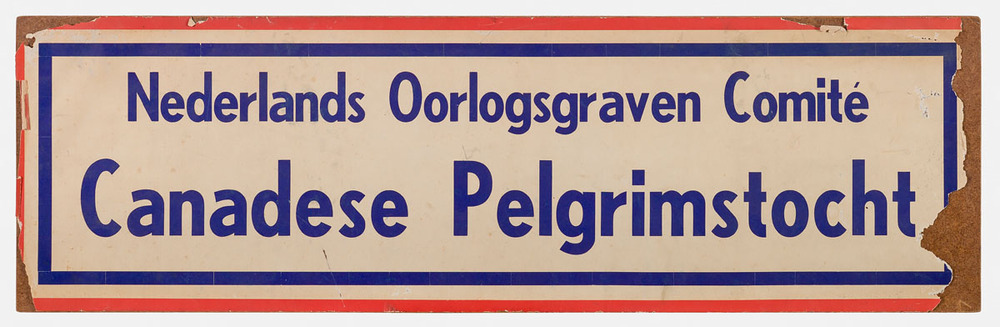 Nederlands Oorlogsgraven Comité
Canadese Pelgrimstocht